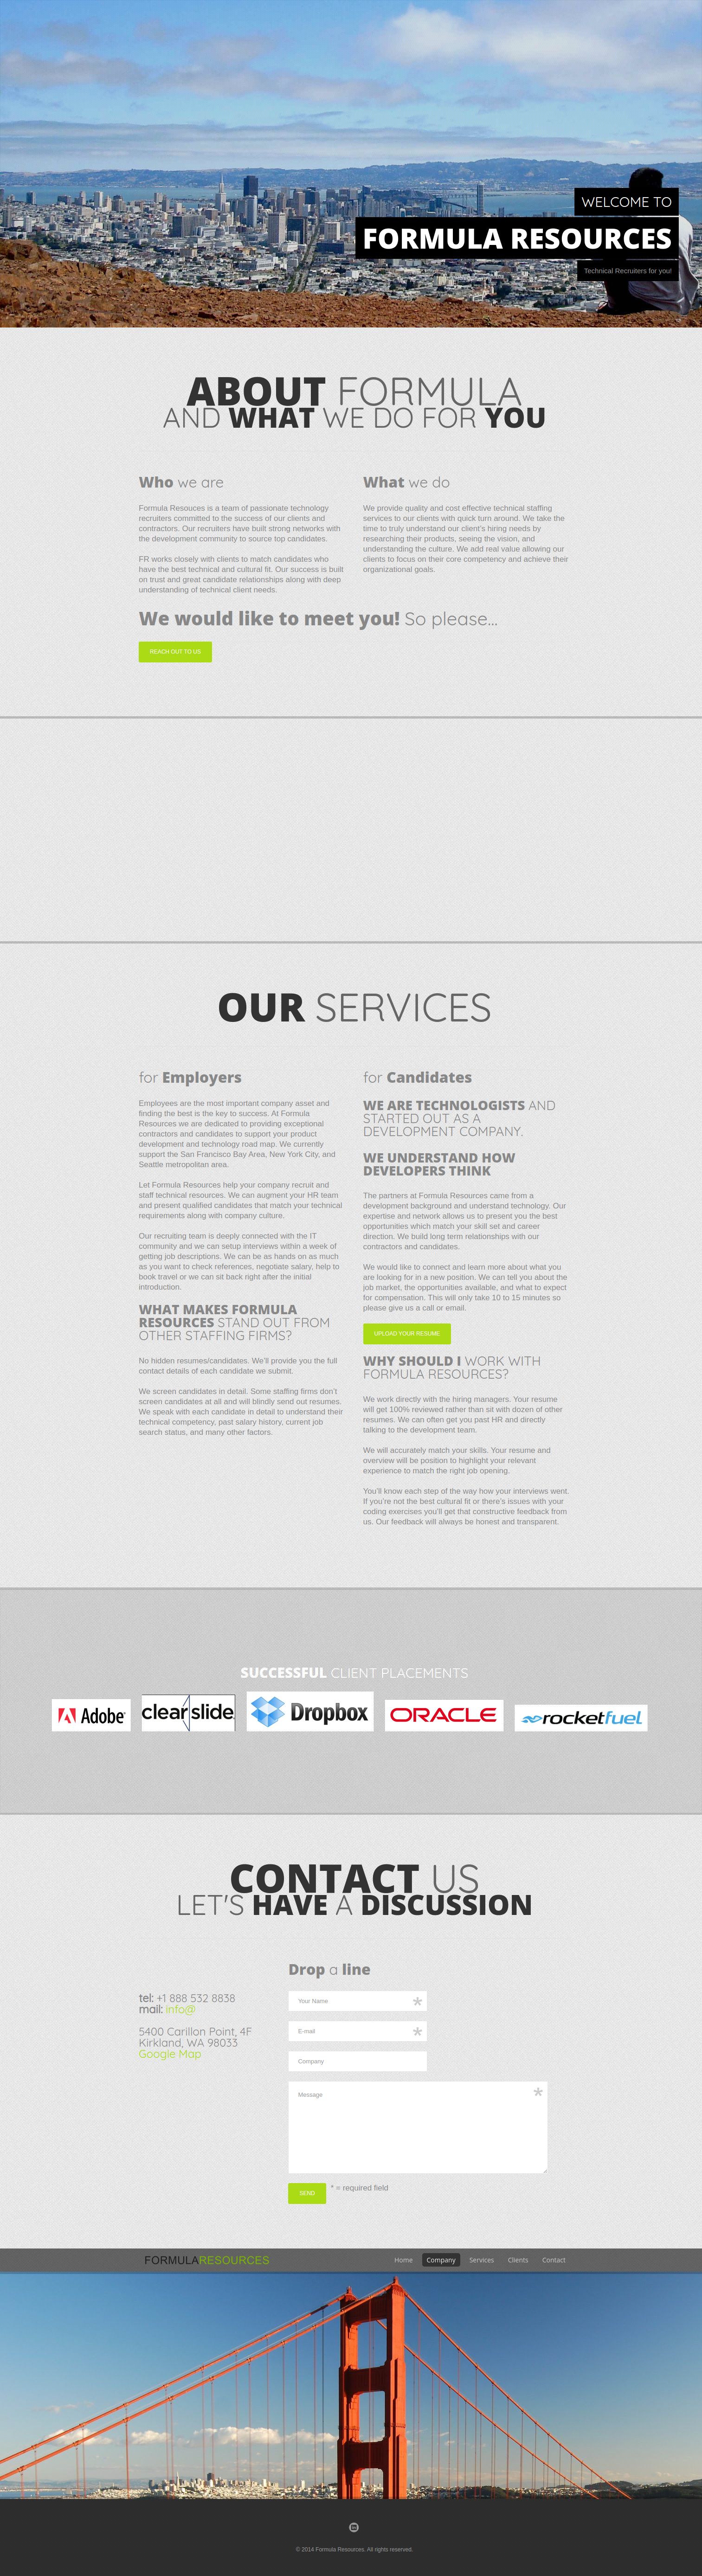 WELCOME TO
FORMULA RESOURCES
Technical Recruiters for you!
ABOUT FORMULA
AND WHAT WE DO FOR YOU
Who we are
Formula Resouces is a team of passionate technology
recruiters committed to the success of our clients and
contractors. Our recruiters have built strong networks with
the development community to source top candidates.
FR works closely with clients to match candidates who
have the best technical and cultural fit. Our success is built
on trust and great candidate relationships along with deep
understanding of technical client needs.
What we do
We provide quality and cost effective technical staffing
services to our clients with quick turn around. We take the
time to truly understand our client's hiring needs by
researching their products, seeing the vision, and
understanding the culture. We add real value allowing our
clients to focus on their core competency and achieve their
organizational goals.
We would like to meet you! So please...
REACH OUT TO US
OUR SERVICES
for Employers
Employees are the most important company asset and
finding the best is the key to success. At Formula
Resources we are dedicated to providing exceptional
contractors and candidates to support your product
development and technology road map. We currently
support the San Francisco Bay Area, New York City, and
Seattle metropolitan area.
Let Formula Resources help your company recruit and
staff technical resources. We can augment your HR team
and present qualified candidates that match your technical
requirements along with company culture.
Our recruiting team is deeply connected with the IT
community and we can setup interviews within a week of
getting job descriptions. We can be as hands on as much
as you want to check references, negotiate salary, help to
book travel or we can sit back right after the initial
introduction.
WHAT MAKES FORMULA
RESOURCES STAND OUT FROM
OTHER STAFFING FIRMS?
No hidden resumes/candidates. We'll provide you the full
contact details of each candidate we submit.
We screen candidates in detail. Some staffing firms don't
screen candidates at all and will blindly send out resumes.
We speak with each candidate in detail to understand their
technical competency, past salary history, current job
search status, and many other factors.
for Candidates
WE ARE TECHNOLOGISTS AND
STARTED OUT AS A
DEVELOPMENT COMPANY.
WE UNDERSTAND HOW
DEVELOPERS THINK
The partners at Formula Resources came from a
development background and understand technology. Our
expertise and network allows us to present you the best
opportunities which match your skill set and career
direction. We build long term relationships with our
contractors and candidates.
We would like to connect and learn more about what you
are looking for in a new position. We can tell you about the
job market, the opportunities available, and what to expect
for compensation. This will only take 10 to 15 minutes so
please give us a call or email.
UPLOAD YOUR RESUME
WHY SHOULD I WORK WITH
FORMULA RESOURCES?
We work directly with the hiring managers. Your resume
will get 100% reviewed rather than sit with dozen of other
resumes. We can often get you past HR and directly
talking to the development team.
We will accurately match your skills. Your resume and
overview will be position to highlight your relevant
experience to match the right job opening.
You'll know each step of the way how your interviews went.
If you're not the best cultural fit or there's issues with your
coding exercises you'll get that constructive feedback from
us. Our feedback will always be honest and transparent.
SUCCESSFUL CLIENT PLACEMENTS
Adobe
clearslide
Dropbox
ORACLE
rocketfuel
CONTACT US
LET'S HAVE A DISCUSSION
tel: +1 888 532 8838
mail: info@
5400 Carillon Point, 4F
Kirkland, WA 98033
Google Map
Drop a line
Your Name *
E-mail *
Company
Message *
SEND * = required field
FORMULARESOURCES Home Company Services Clients Contact
in
© 2014 Formula Resources. All rights reserved.